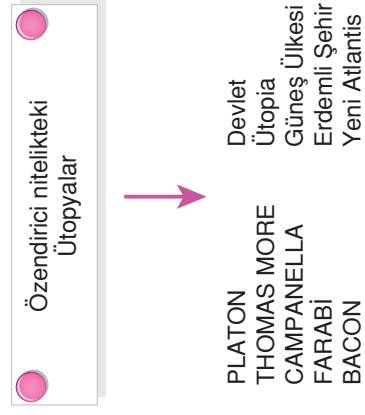 Özendirici nitelikteki
Ütopyalar
PLATON Devlet
THOMAS MORE Ütopia
CAMPANELLA Güneş Ülkesi
FARABİ Erdemli Şehir
BACON Yeni Atlantis